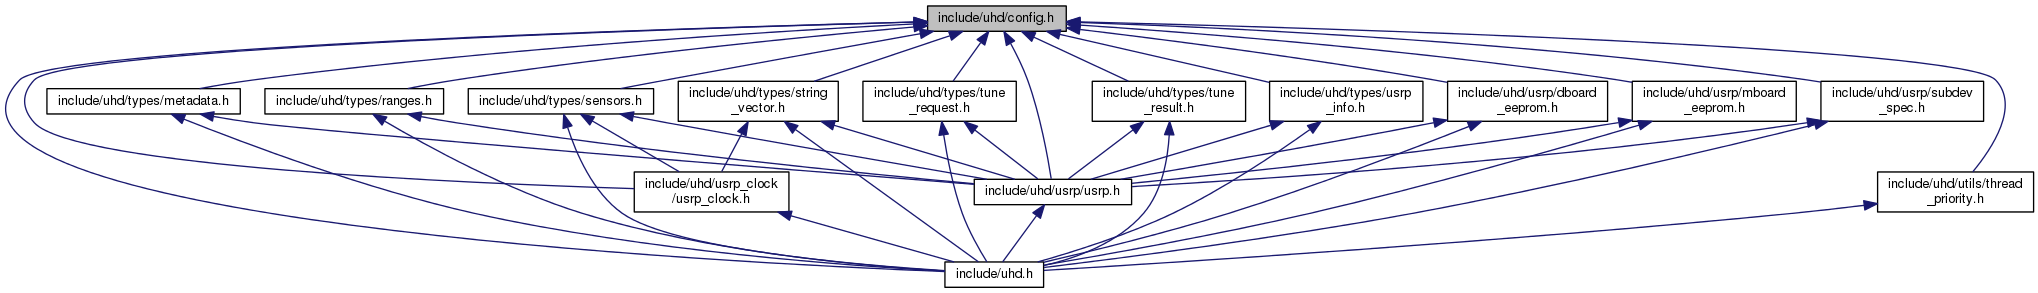 include/uhd/config.h
include/uhd/types/metadata.h
include/uhd/types/ranges.h
include/uhd/types/sensors.h
include/uhd/types/string
_vector.h
include/uhd/types/tune
_request.h
include/uhd/types/tune
_result.h
include/uhd/types/usrp
_info.h
include/uhd/usrp/dboard
_eeprom.h
include/uhd/usrp/mboard
_eeprom.h
include/uhd/usrp/subdev
_spec.h
include/uhd/usrp_clock
/usrp_clock.h
include/uhd/usrp/usrp.h
include/uhd/utils/thread
_priority.h
include/uhd.h